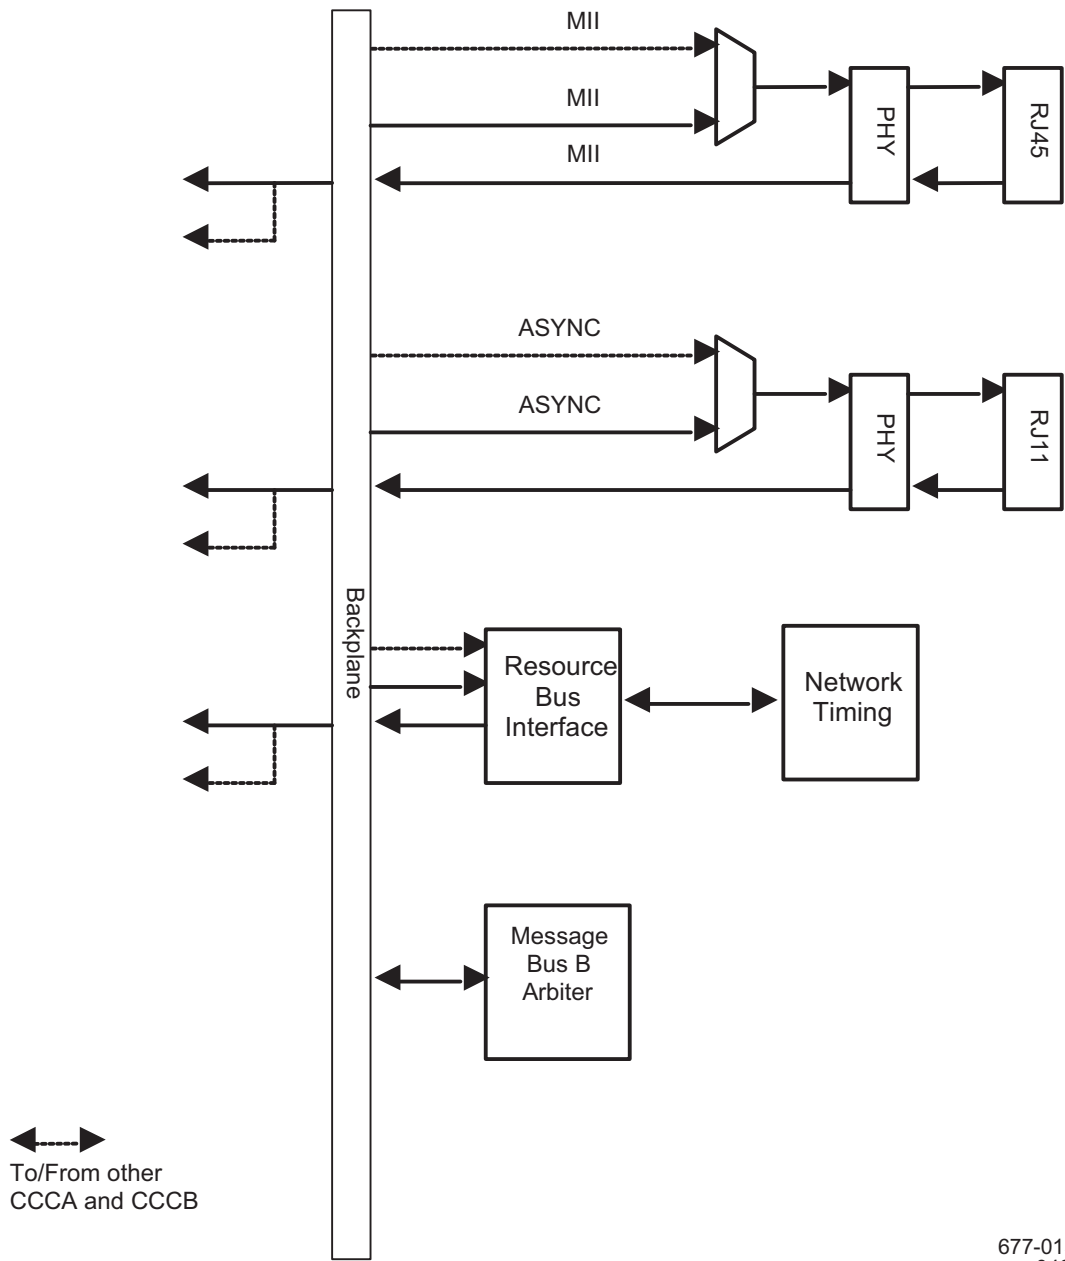 MII
MII
MII
PHY
RJ45
ASYNC
ASYNC
PHY
RJ11
Backplane
Resource
Bus
Interface
Network
Timing
Message
Bus B
Arbiter
To/From other
CCCA and CCCB
677-01